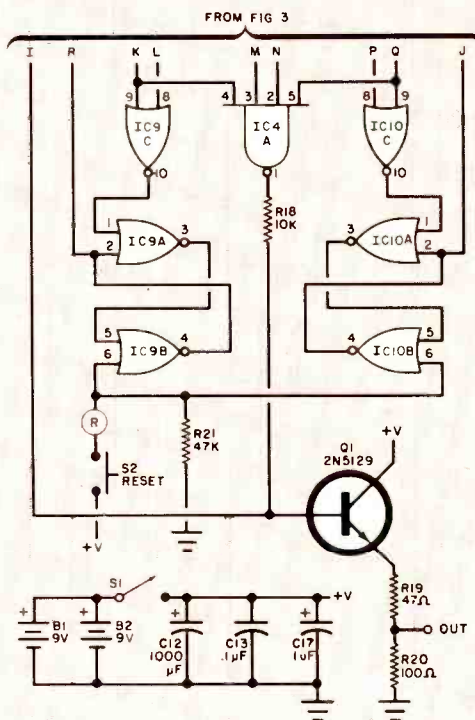 FROM FIG 3
I R K L M N P Q J
9 8 4 3 2 5 8 9
IC9 C
IC4 A
IC10 C
10 1 10
R18 10K
1 2 IC9A 3
3 IC10A 1 2
5 6 IC9B 4
4 IC10B 5 6
R
R21 47K
S2 RESET
+V
Q1 2N5129
+V
R19 47Ω
OUT
R20 100Ω
S1
+V
+ B1 9V
+ B2 9V
+ C12 1000 µF
C13 .1µF
+ C17 1µF